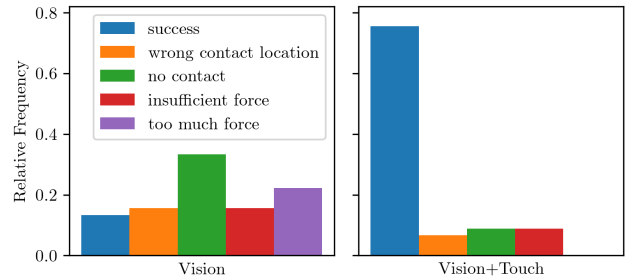 Relative Frequency
0.8
0.6
0.4
0.2
0.0
success
wrong contact location
no contact
insufficient force
too much force
Vision
Vision+Touch